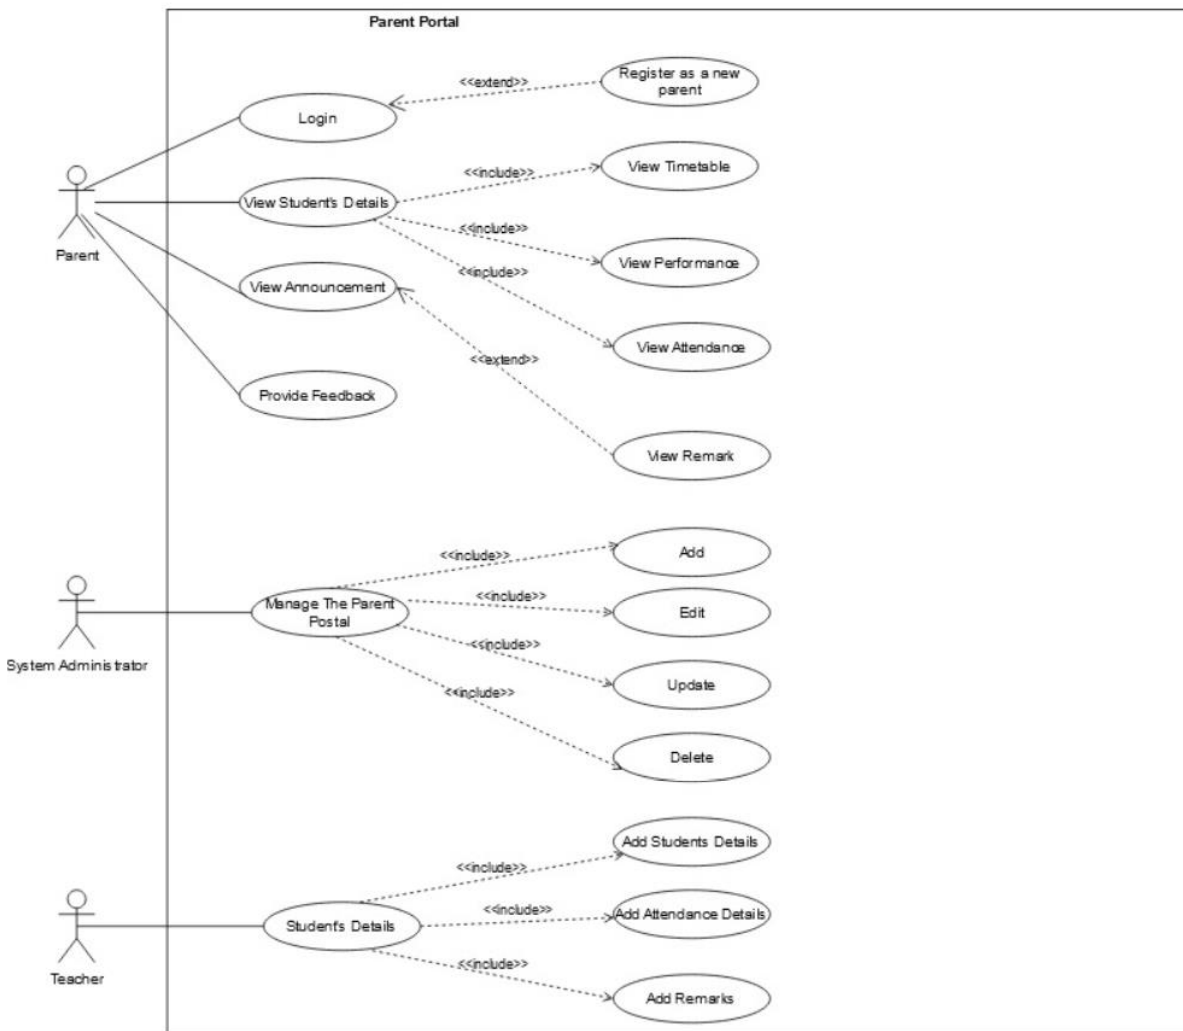 Parent Portal
<<extend>>
Register as a new
parent
Login
<<include>>
View Timetable
View Student's Details
Parent
<<include>>
View Performance
<<include>>
View Announcement
View Attendance
<<extend>>
Provide Feedback
View Remark
<<include>>
Add
<<include>>
Manage The Parent
Postal
Edit
System Administrator
<<include>>
Update
<<include>>
Delete
Add Students Details
<<include>>
<<include>>
Add Attendance Details
Student's Details
Teacher
<<include>>
Add Remarks